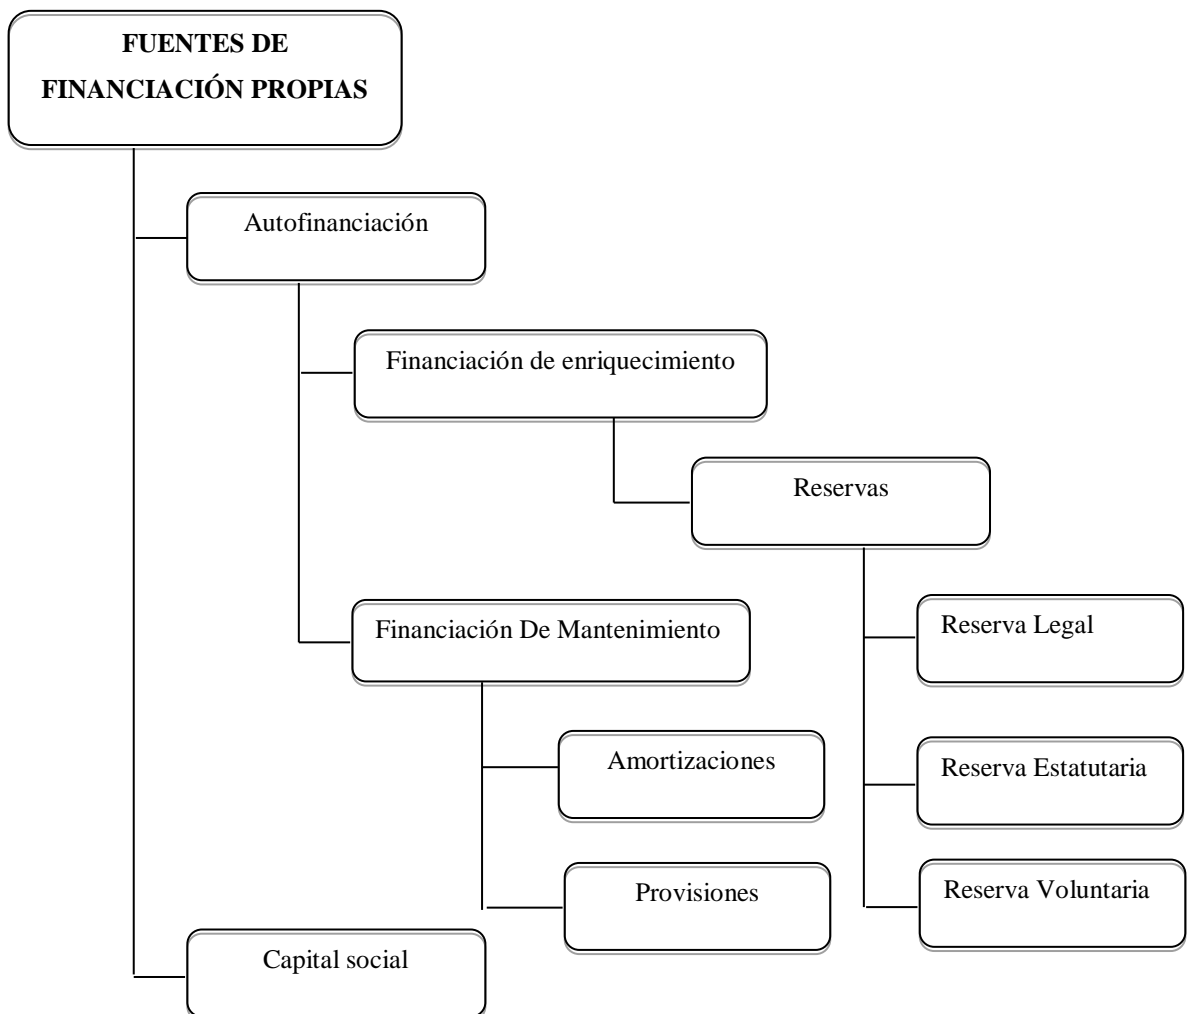 FUENTES DE
FINANCIACIÓN PROPIAS
Autofinanciación
Financiación de enriquecimiento
Reservas
Reserva Legal
Financiación De Mantenimiento
Amortizaciones
Reserva Estatutaria
Provisiones
Reserva Voluntaria
Capital social